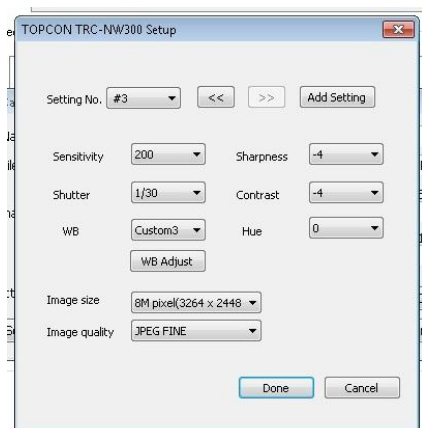 TOPCON TRC-NW300 Setup
Setting No. #3 << >> Add Setting
Sensitivity 200 Sharpness -4
Shutter 1/30 Contrast -4
WB Custom3 Hue 0
WB Adjust
Image size 8M pixel(3264 x 2448
Image quality JPEG FINE
Done Cancel